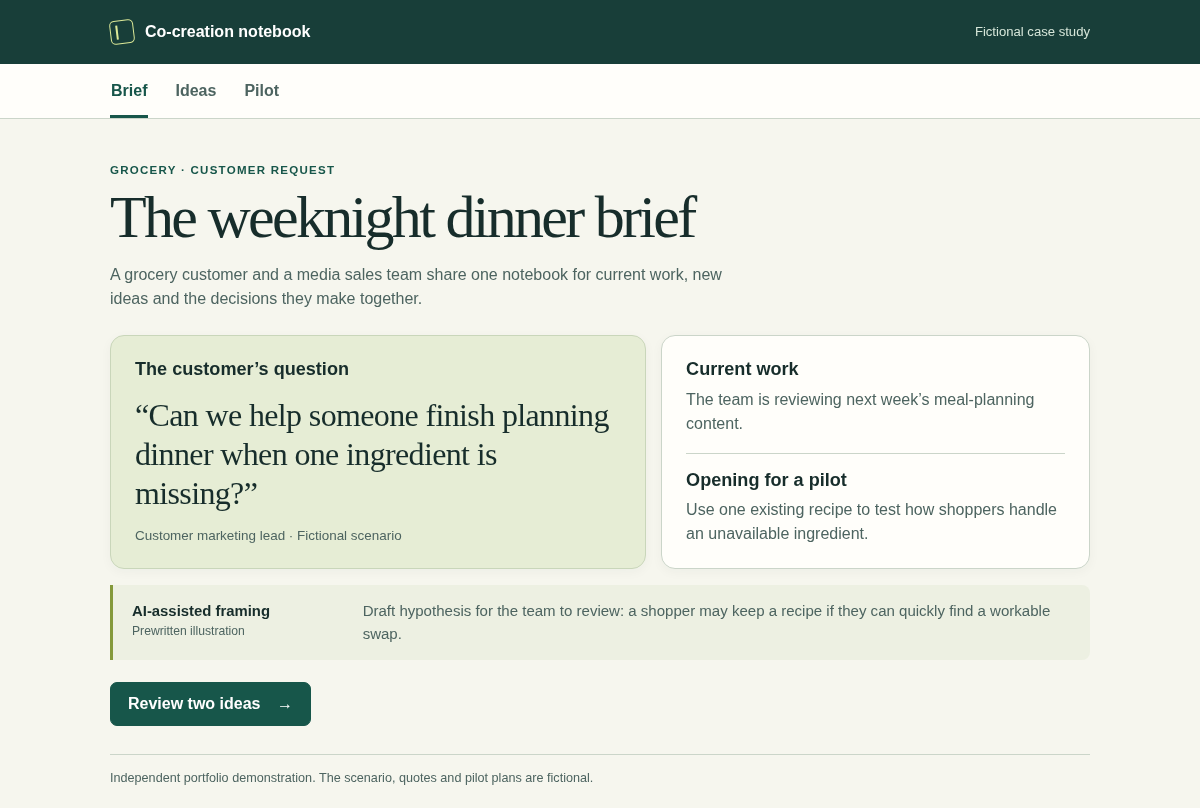 Co-creation notebook
Fictional case study
Brief
Ideas
Pilot
GROCERY · CUSTOMER REQUEST
The weeknight dinner brief
A grocery customer and a media sales team share one notebook for current work, new
ideas and the decisions they make together.
The customer’s question
“Can we help someone finish planning
dinner when one ingredient is
missing?”
Customer marketing lead · Fictional scenario
Current work
The team is reviewing next week’s meal-planning
content.
Opening for a pilot
Use one existing recipe to test how shoppers handle
an unavailable ingredient.
AI-assisted framing
Prewritten illustration
Draft hypothesis for the team to review: a shopper may keep a recipe if they can quickly find a workable
swap.
Review two ideas →
Independent portfolio demonstration. The scenario, quotes and pilot plans are fictional.